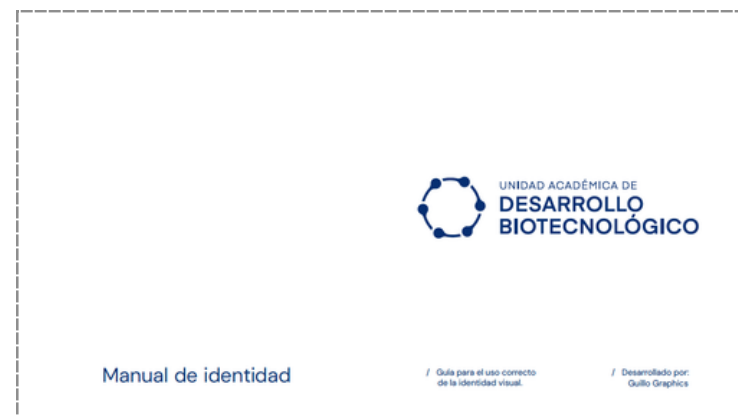 UNIDAD ACADÉMICA DE
DESARROLLO
BIOTECNOLÓGICO
Manual de identidad
/ Guía para el uso correcto
de la identidad visual.
/ Desarrollado por:
Guillo Graphics